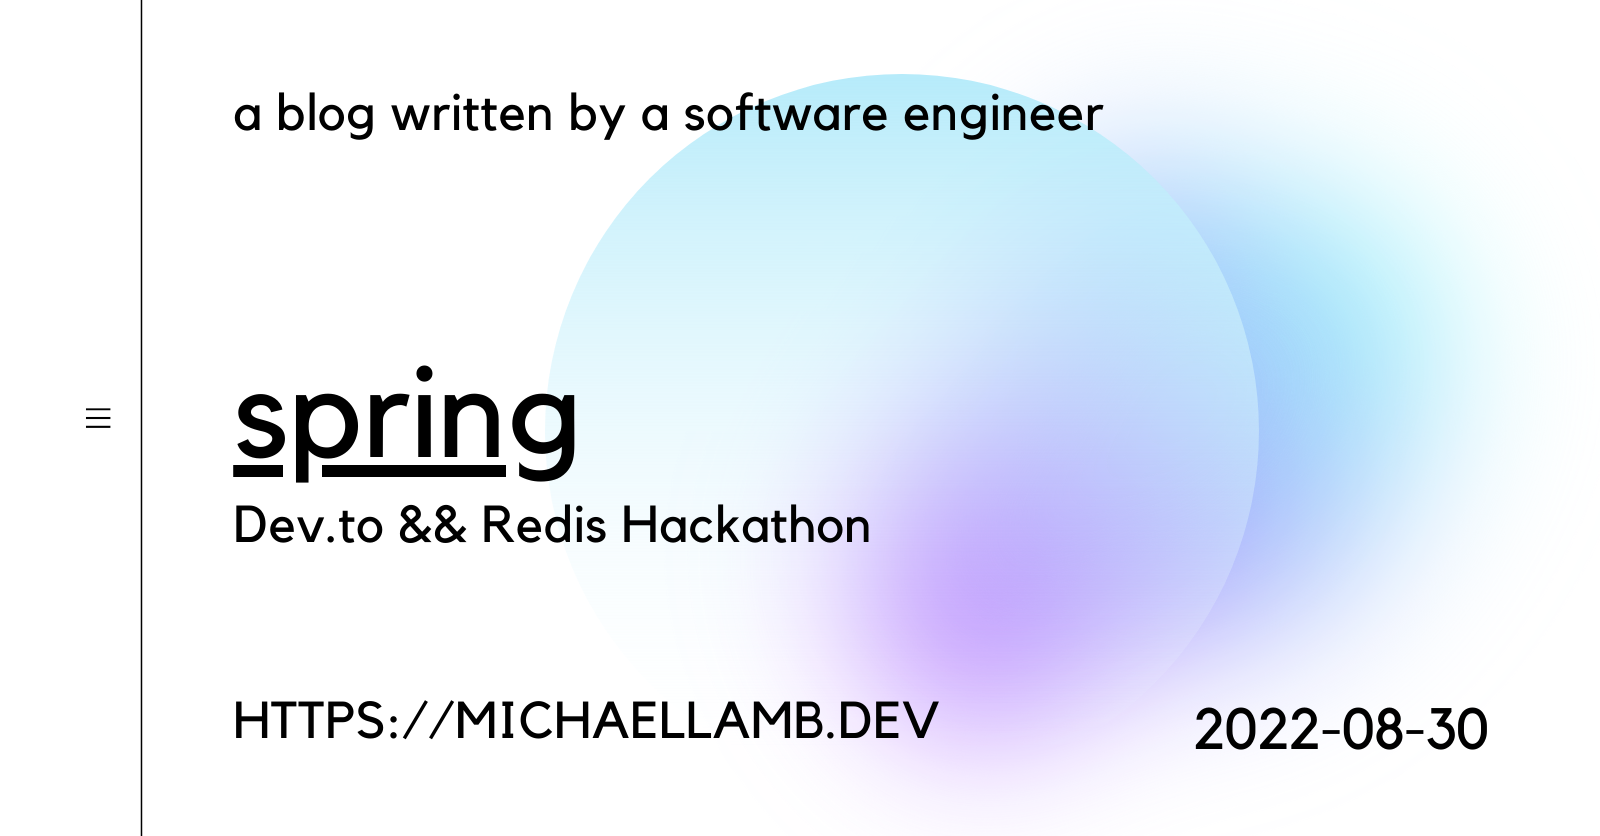 a blog written by a software engineer
spring
Dev.to && Redis Hackathon
HTTPS://MICHAELLAMB.DEV
2022-08-30